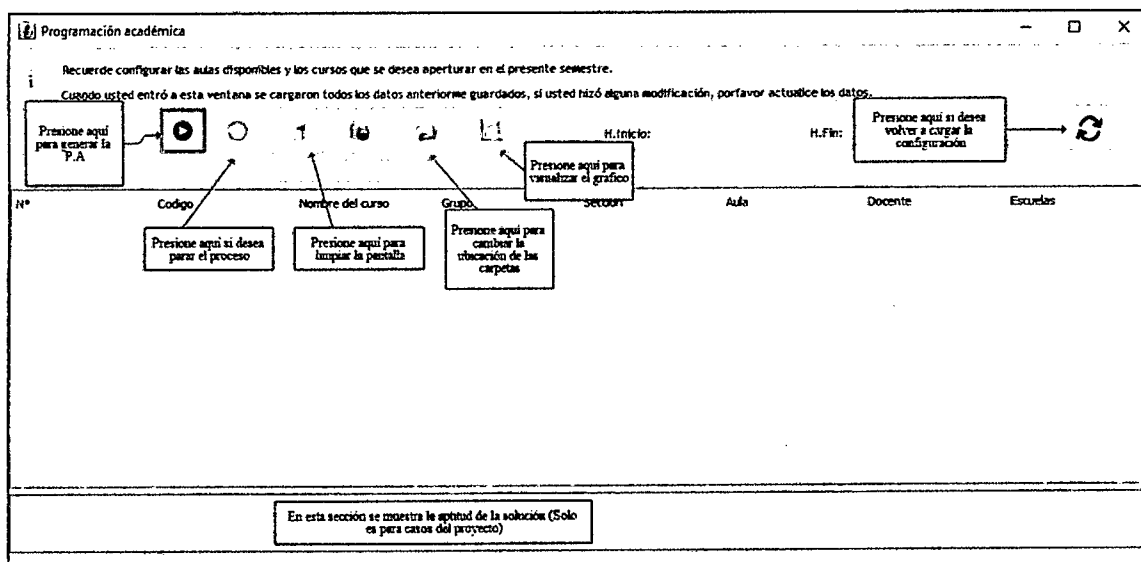 Programación académica
Recuerde configurar las aulas disponibles y los cursos que se desea aperturar en el presente semestre.
Cuando usted entró a esta ventana se cargaron todos los datos anteriorme guardados, si usted hizó alguna modificación, porfavor actualice los datos.
Presione aquí
para generar la
P.A
H.Inicio:
H.Fin:
Presione aquí si desea
volver a cargar la
configuración
Presione aquí para
visualizar el grafico
Nº Codigo Nombre del curso Grupo Sección Aula Docente Escuelas
Presione aquí si desea
parar el proceso
Presione aquí para
limpiar la pantalla
Presione aquí para
cambiar la
ubicación de las
carpetas
En esta sección se muestra le aptitud de la solución (Solo
es para casos del proyecto)